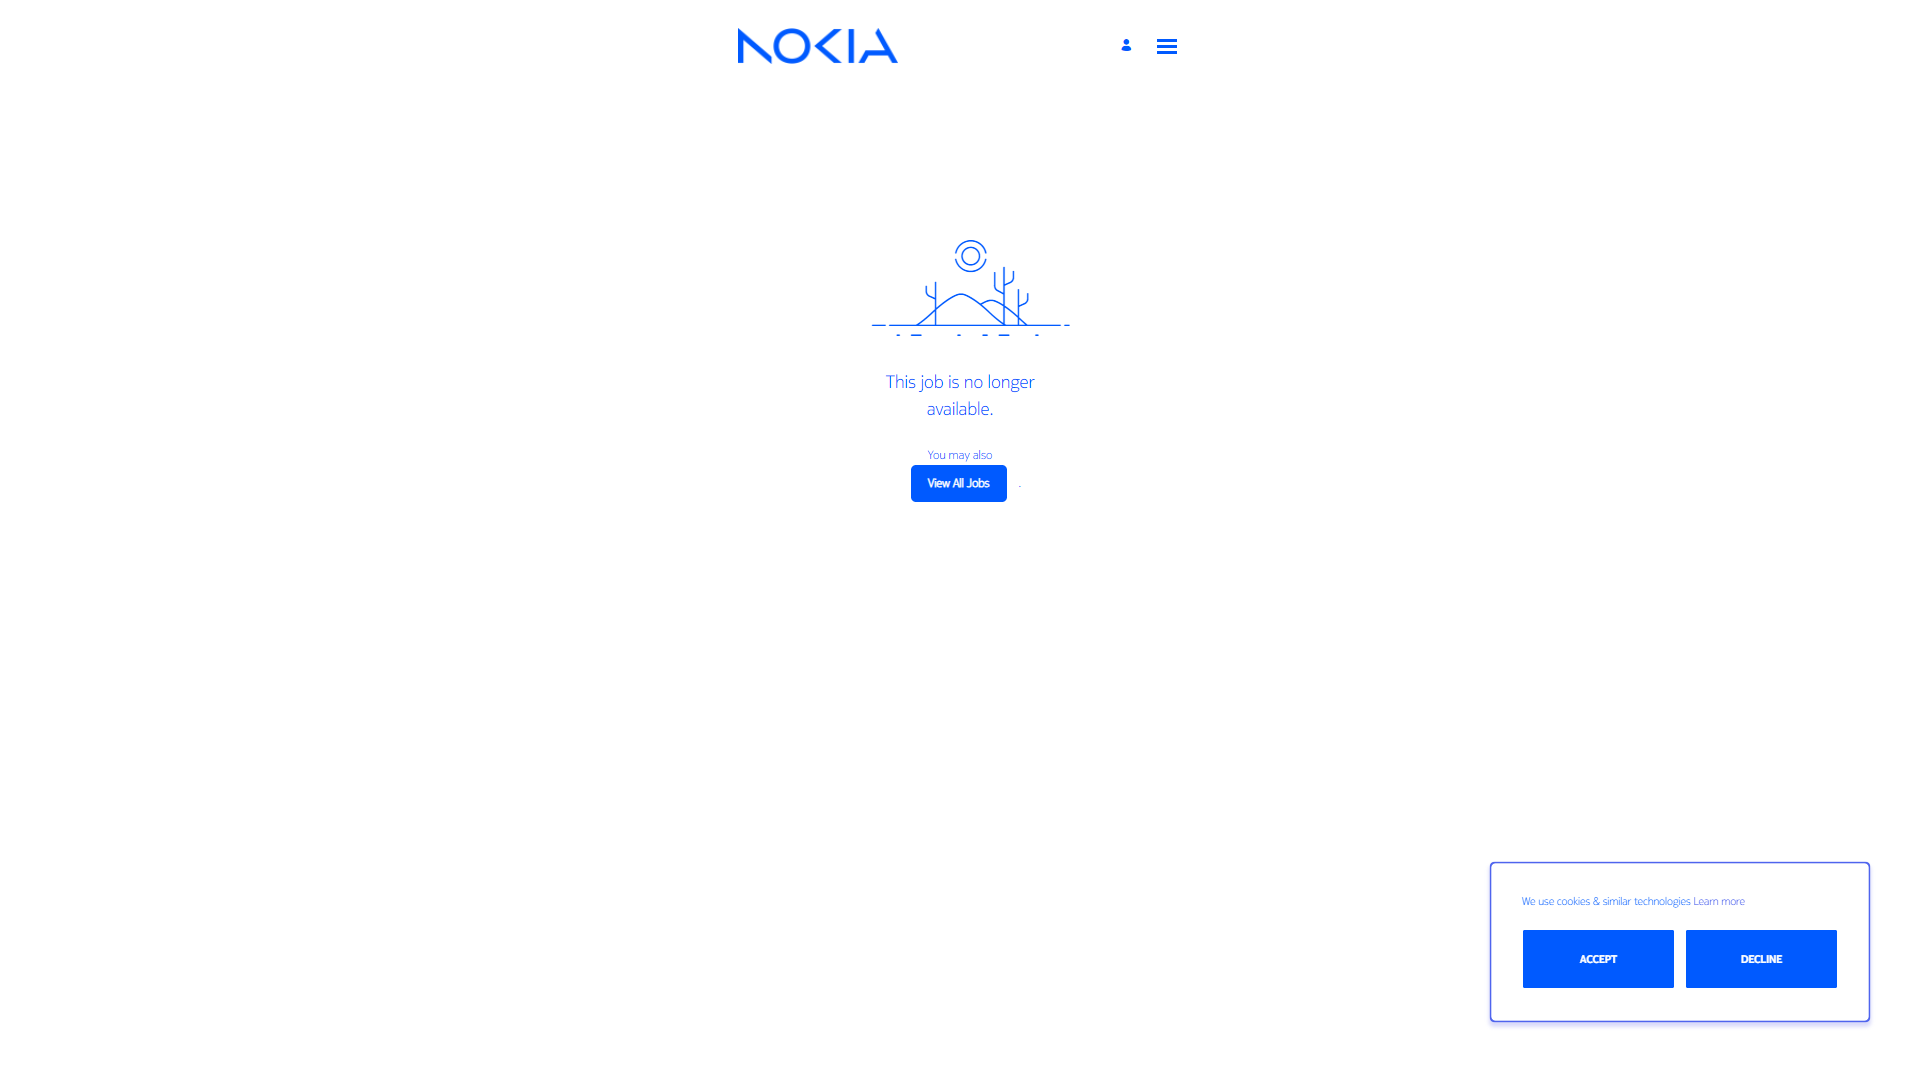 NOKIA
This job is no longer
available.
You may also
View All Jobs .
We use cookies & similar technologies Learn more
ACCEPT DECLINE